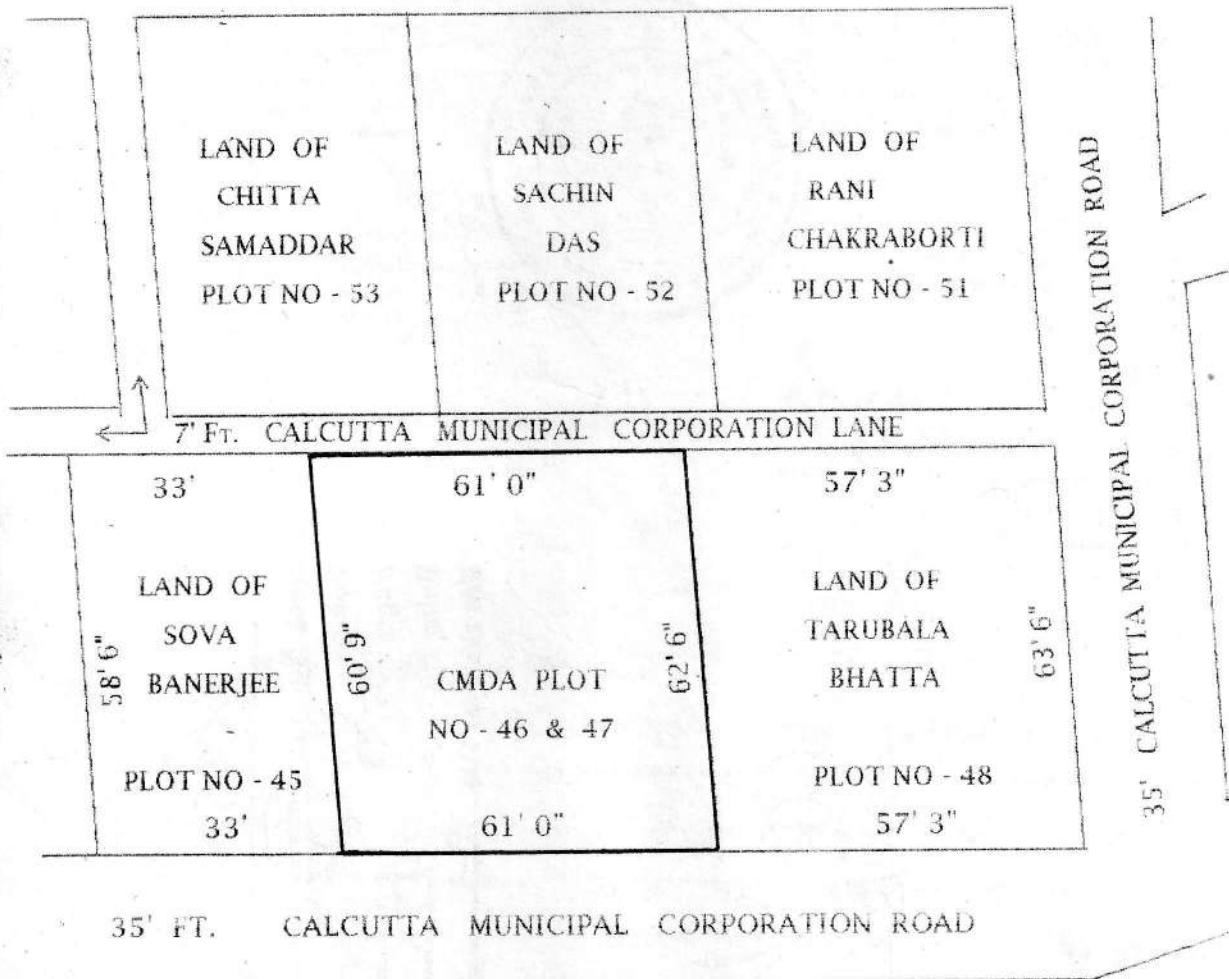 LAND OF
CHITTA
SAMADDAR
PLOT NO - 53
LAND OF
SACHIN
DAS
PLOT NO - 52
LAND OF
RANI
CHAKRABORTI
PLOT NO - 51
35' CALCUTTA MUNICIPAL CORPORATION ROAD
7' FT. CALCUTTA MUNICIPAL CORPORATION LANE
33'
58' 6"
LAND OF
SOVA
BANERJEE
PLOT NO - 45
33'
61' 0"
60' 9"
62' 6"
CMDA PLOT
NO - 46 & 47
61' 0"
57' 3"
LAND OF
TARUBALA
BHATTA
63' 6"
PLOT NO - 48
57' 3"
35' FT. CALCUTTA MUNICIPAL CORPORATION ROAD